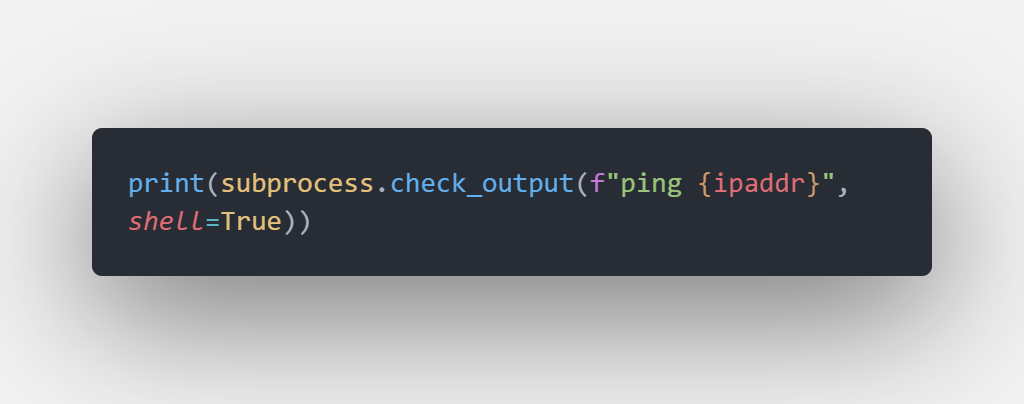 print(subprocess.check_output(f"ping {ipaddr}",
shell=True))